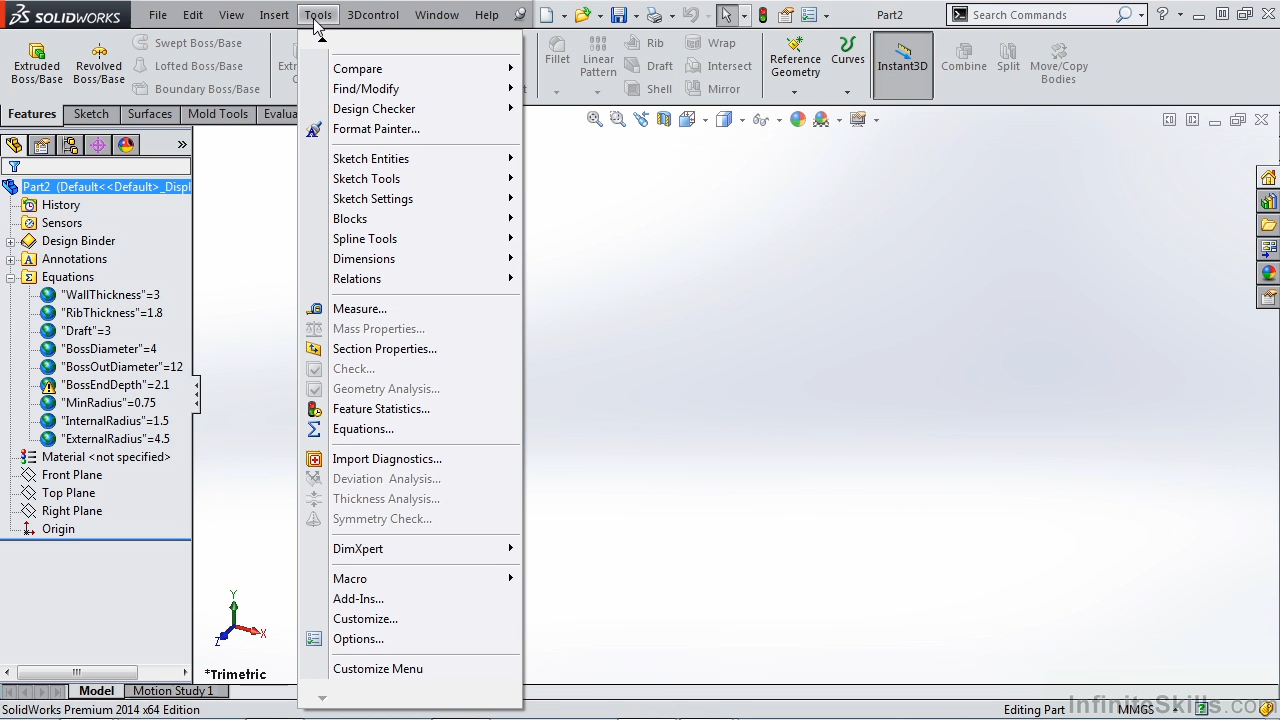 SOLIDWORKS File Edit View Insert Tools 3Dcontrol Window Help Part2 Search Commands
Extruded Boss/Base
Revolved Boss/Base
Swept Boss/Base
Lofted Boss/Base
Boundary Boss/Base
Fillet
Linear Pattern
Rib
Draft
Shell
Wrap
Intersect
Mirror
Reference Geometry
Curves
Instant3D
Combine
Split
Move/Copy Bodies
Features Sketch Surfaces Mold Tools Evalua
Part2 (Default<<Default>_Displ
History
Sensors
Design Binder
Annotations
Equations
"WallThickness"=3
"RibThickness"=1.8
"Draft"=3
"BossDiameter"=4
"BossOutDiameter"=12
"BossEndDepth"=2.1
"MinRadius"=0.75
"InternalRadius"=1.5
"ExternalRadius"=4.5
Material <not specified>
Front Plane
Top Plane
Right Plane
Origin
Compare
Find/Modify
Design Checker
Format Painter...
Sketch Entities
Sketch Tools
Sketch Settings
Blocks
Spline Tools
Dimensions
Relations
Measure...
Mass Properties...
Section Properties...
Check...
Geometry Analysis...
Feature Statistics...
Equations...
Import Diagnostics...
Deviation Analysis...
Thickness Analysis...
Symmetry Check...
DimXpert
Macro
Add-Ins...
Customize...
Options...
Customize Menu
Y
X
Z
*Trimetric
Model Motion Study 1
SolidWorks Premium 2014 x64 Edition
Editing Part
MMGS
InfiniteSkills.com